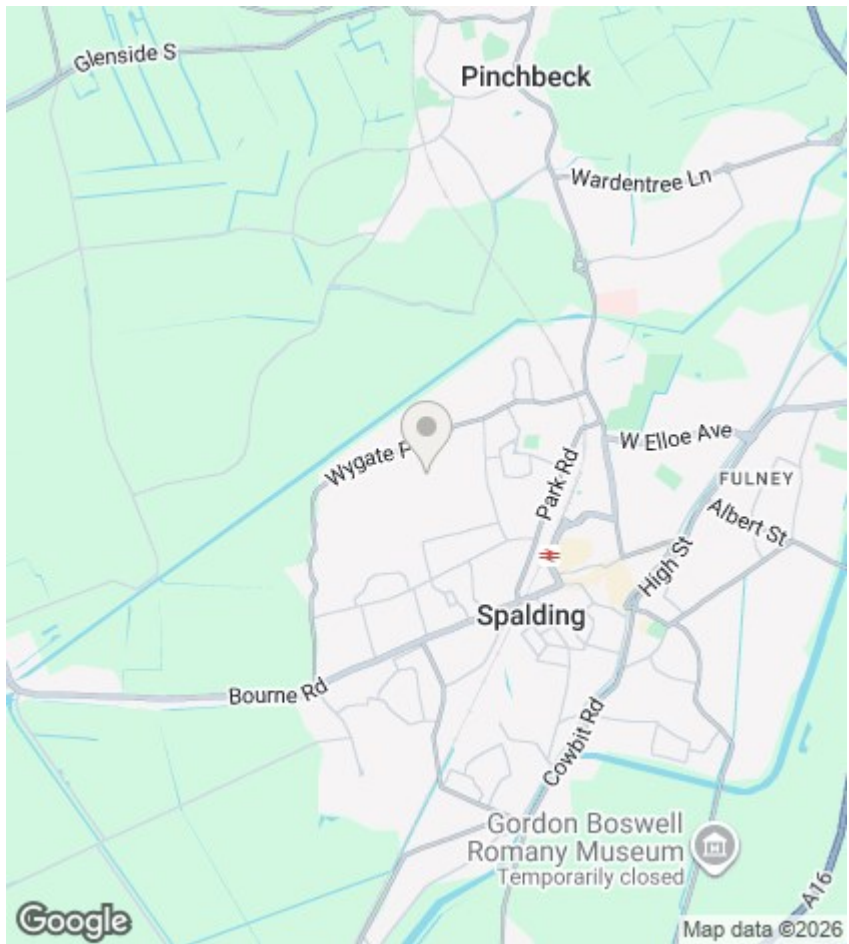 Glenside S
Pinchbeck
Wardentree Ln
Wygate P
W Elloe Ave
Park Rd
FULNEY
Albert St
High St
Spalding
Bourne Rd
Cowbit Rd
Gordon Boswell
Romany Museum
Temporarily closed
A16
Google
Map data ©2026